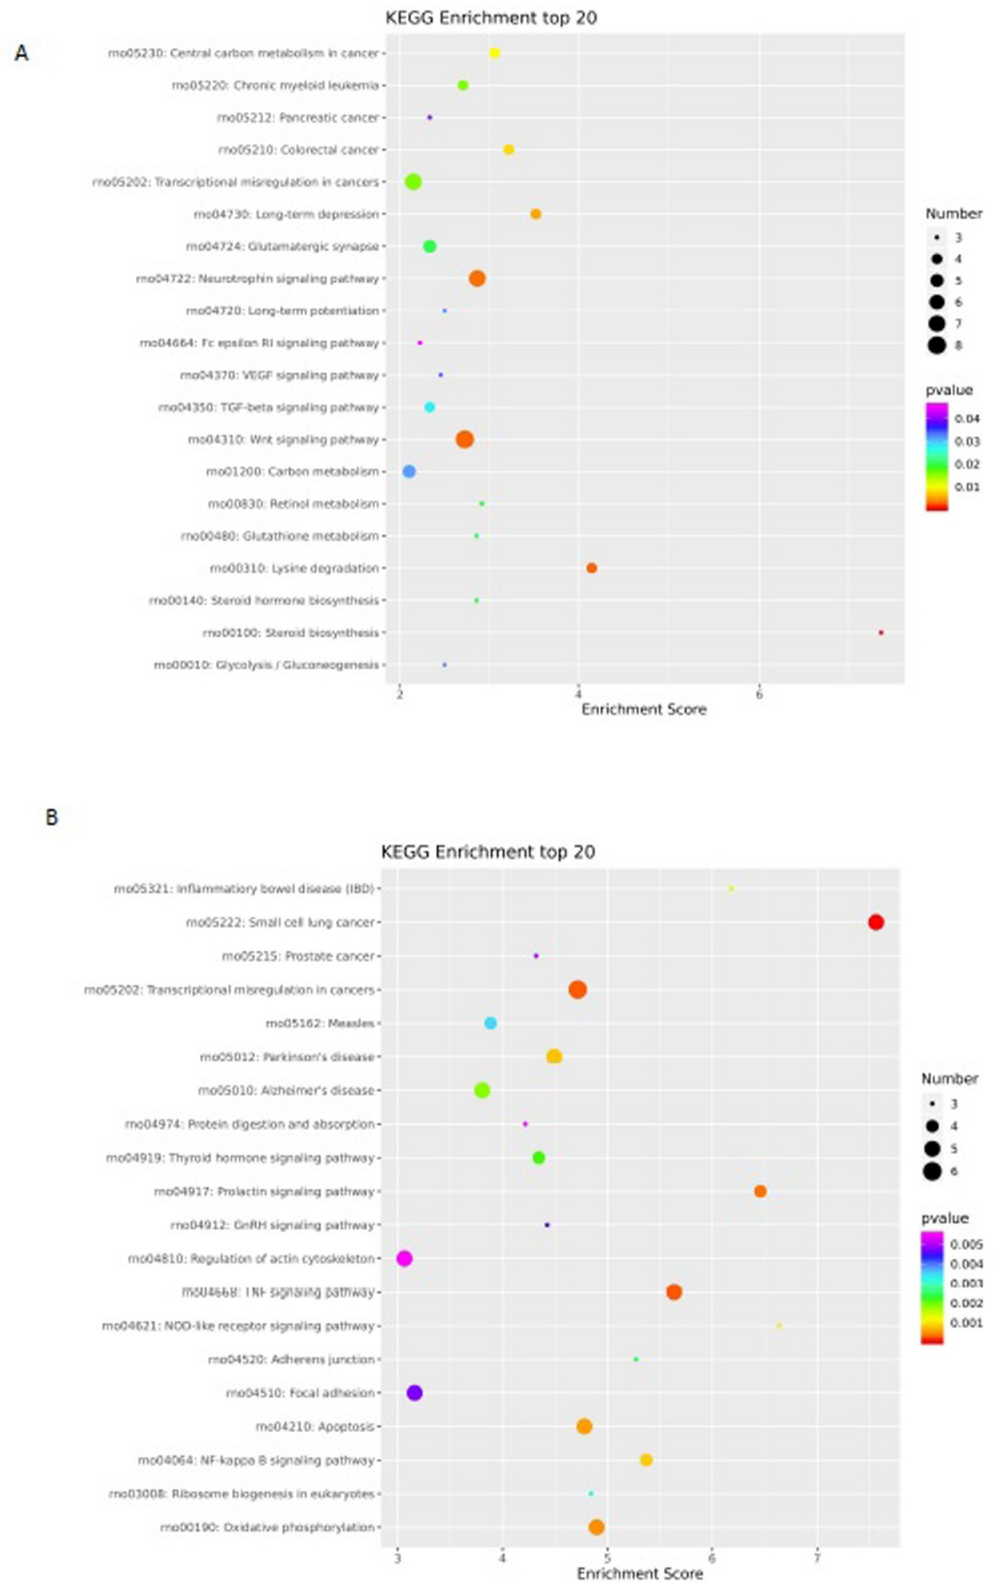 A
KEGG Enrichment top 20
rno05230: Central carbon metabolism in cancer
rno05220: Chronic myeloid leukemia
rno05212: Pancreatic cancer
rno05210: Colorectal cancer
rno05202: Transcriptional misregulation in cancers
rno04730: Long-term depression
rno04724: Glutamatergic synapse
rno04722: Neurotrophin signaling pathway
rno04720: Long-term potentiation
rno04664: Fc epsilon RI signaling pathway
rno04370: VEGF signaling pathway
rno04350: TGF-beta signaling pathway
rno04310: Wnt signaling pathway
rno01200: Carbon metabolism
rno00830: Retinol metabolism
rno00480: Glutathione metabolism
rno00310: Lysine degradation
rno00140: Steroid hormone biosynthesis
rno00100: Steroid biosynthesis
rno00010: Glycolysis / Gluconeogenesis
2 4 6
Enrichment Score
Number
3
4
5
6
7
8
pvalue
0.04
0.03
0.02
0.01
B
KEGG Enrichment top 20
rno05321: Inflammatiory bowel disease (IBD)
rno05222: Small cell lung cancer
rno05215: Prostate cancer
rno05202: Transcriptional misregulation in cancers
rno05162: Measles
rno05012: Parkinson's disease
rno05010: Alzheimer's disease
rno04974: Protein digestion and absorption
rno04919: Thyroid hormone signaling pathway
rno04917: Prolactin signaling pathway
rno04912: GnRH signaling pathway
rno04810: Regulation of actin cytoskeleton
rno04668: TNF signaling pathway
rno04621: NOD-like receptor signaling pathway
rno04520: Adherens junction
rno04510: Focal adhesion
rno04210: Apoptosis
rno04064: NF-kappa B signaling pathway
rno03008: Ribosome biogenesis in eukaryotes
rno00190: Oxidative phosphorylation
3 4 5 6 7
Enrichment Score
Number
3
4
5
6
pvalue
0.005
0.004
0.003
0.002
0.001